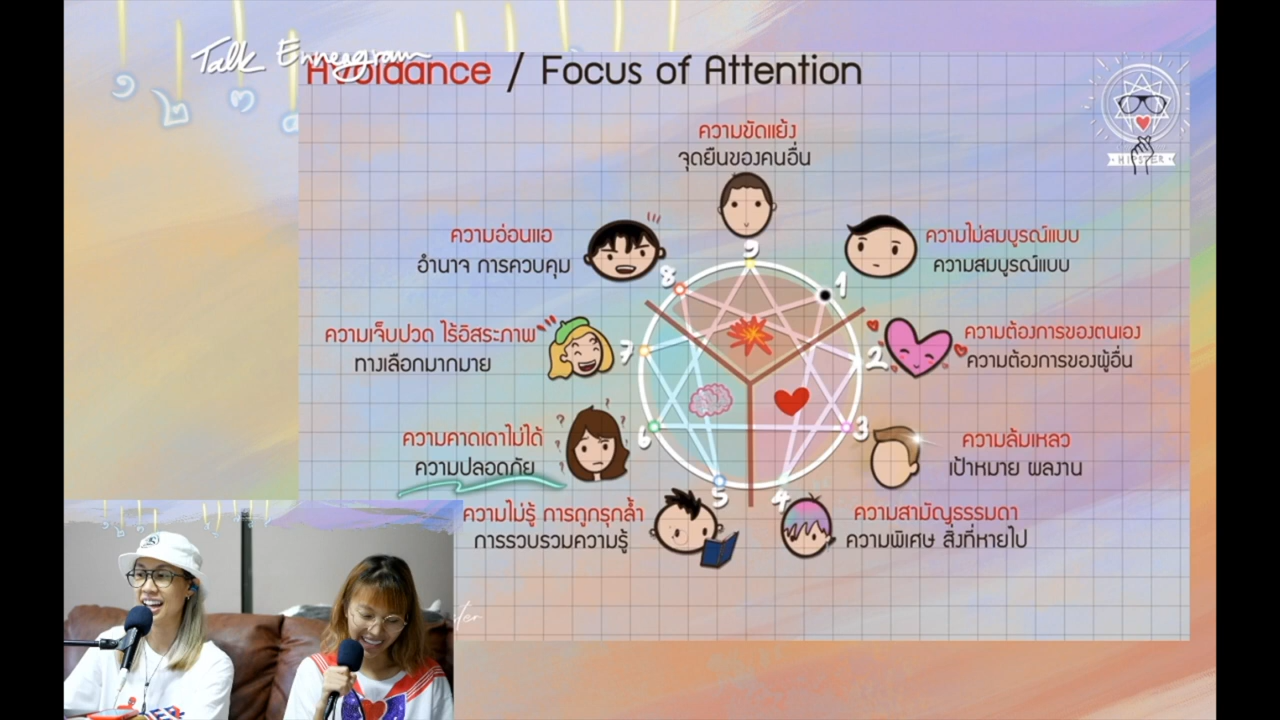 Talk Enneagram
Avoidance / Focus of Attention
๑ ๒ ๓
HIPSTER
ความขัดแย้ง
จุดยืนของคนอื่น
ความอ่อนแอ
อำนาจ การควบคุม
ความไม่สมบูรณ์แบบ
ความสมบูรณ์แบบ
9
8
1
ความเจ็บปวด ไร้อิสระภาพ
ทางเลือกมากมาย
7
2
ความต้องการของตนเอง
ความต้องการของผู้อื่น
ความคาดเดาไม่ได้
ความปลอดภัย
6
3
ความล้มเหลว
เป้าหมาย ผลงาน
5
4
ความไม่รู้ การถูกรุกล้ำ
การรวบรวมความรู้
ความสามัญธรรมดา
ความพิเศษ สิ่งที่หายไป